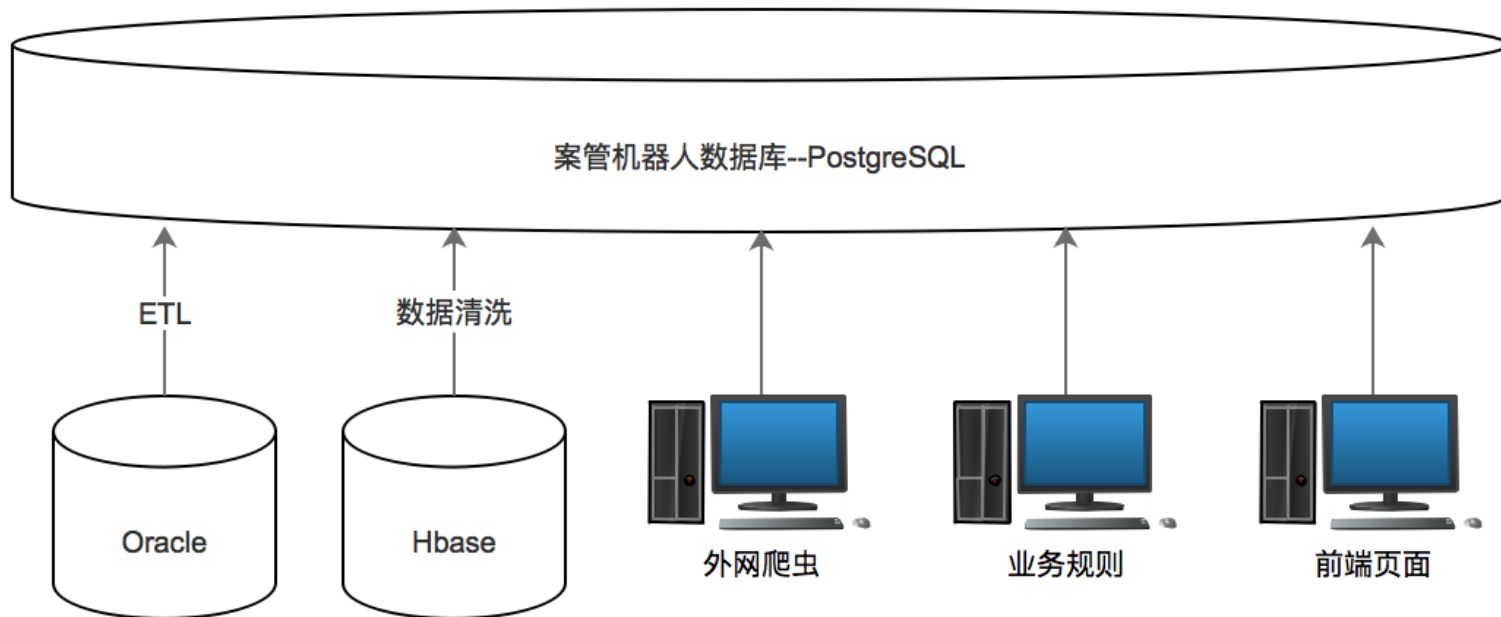 案管机器人数据库--PostgreSQL
ETL
数据清洗
Oracle
Hbase
外网爬虫
业务规则
前端页面